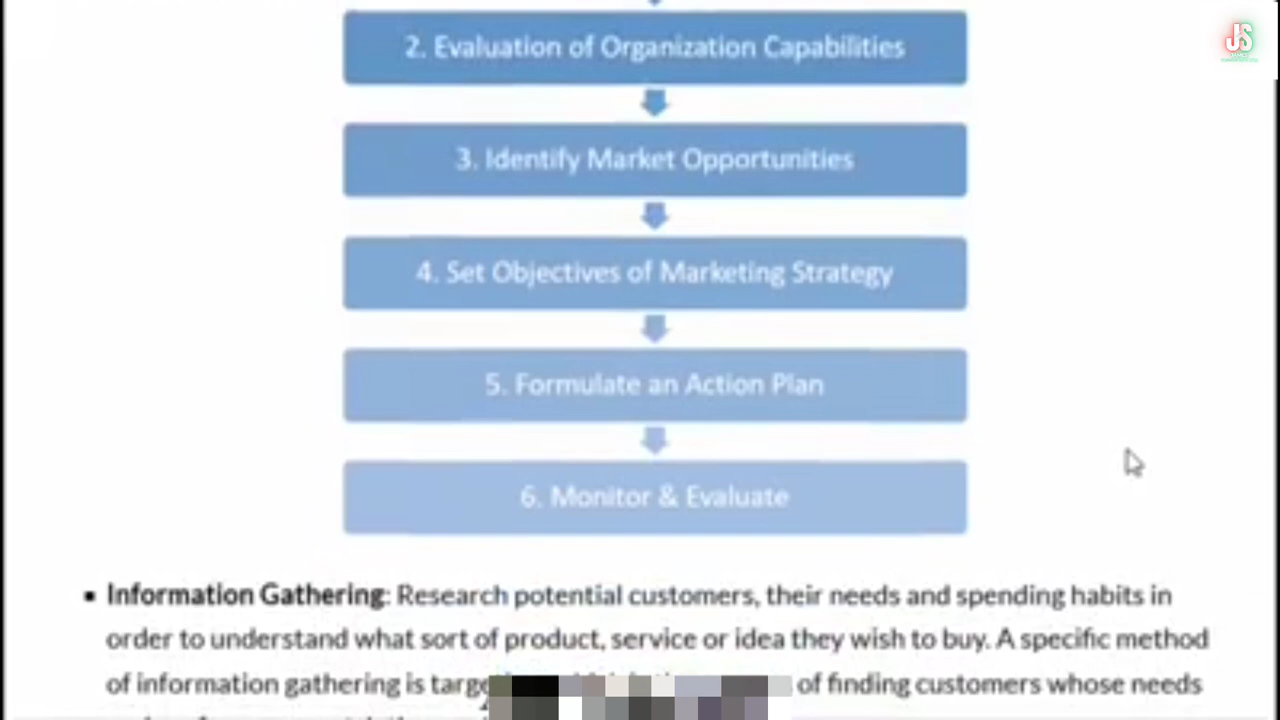 2. Evaluation of Organization Capabilities
3. Identify Market Opportunities
4. Set Objectives of Marketing Strategy
5. Formulate an Action Plan
6. Monitor & Evaluate
JS
▪ Information Gathering: Research potential customers, their needs and spending habits in
order to understand what sort of product, service or idea they wish to buy. A specific method
of information gathering is of finding customers whose needs